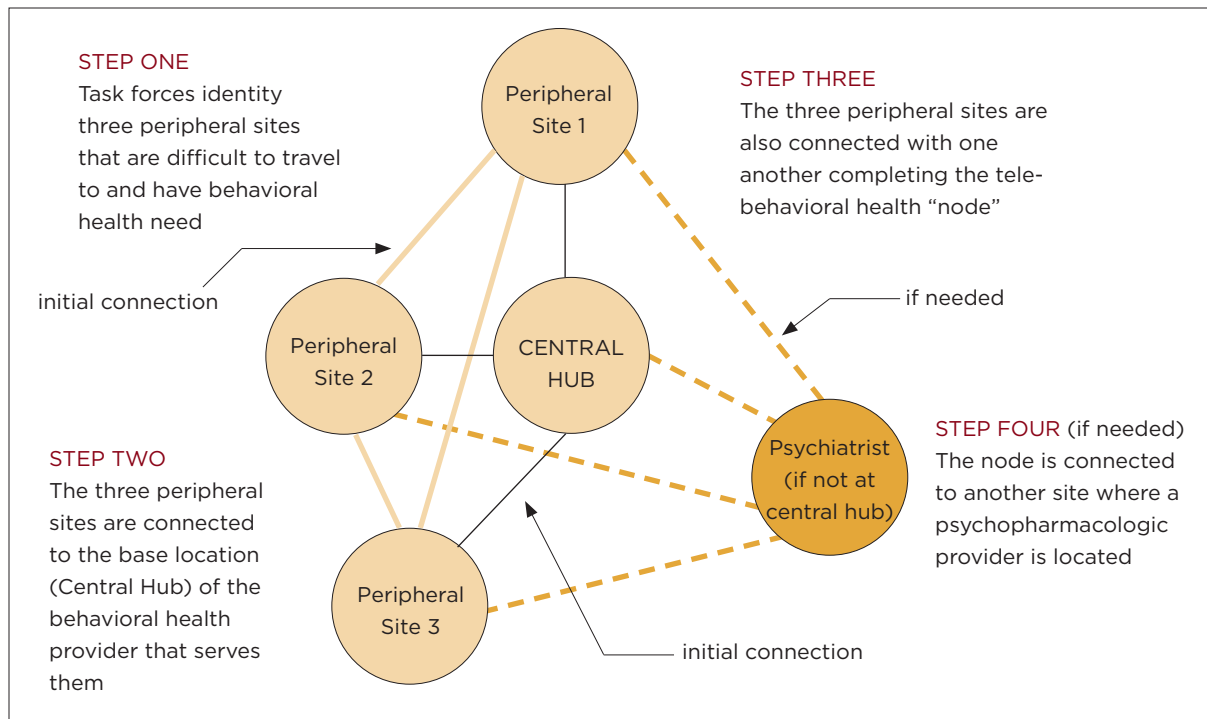 STEP ONE
Task forces identity
three peripheral sites
that are difficult to travel
to and have behavioral
health need
initial connection
STEP TWO
The three peripheral
sites are connected
to the base location
(Central Hub) of the
behavioral health
provider that serves
them
Peripheral
Site 1
Peripheral
Site 2
CENTRAL
HUB
Peripheral
Site 3
initial connection
STEP THREE
The three peripheral sites are
also connected with one
another completing the tele-
behavioral health “node”
if needed
Psychiatrist
(if not at
central hub)
STEP FOUR (if needed)
The node is connected
to another site where a
psychopharmacologic
provider is located